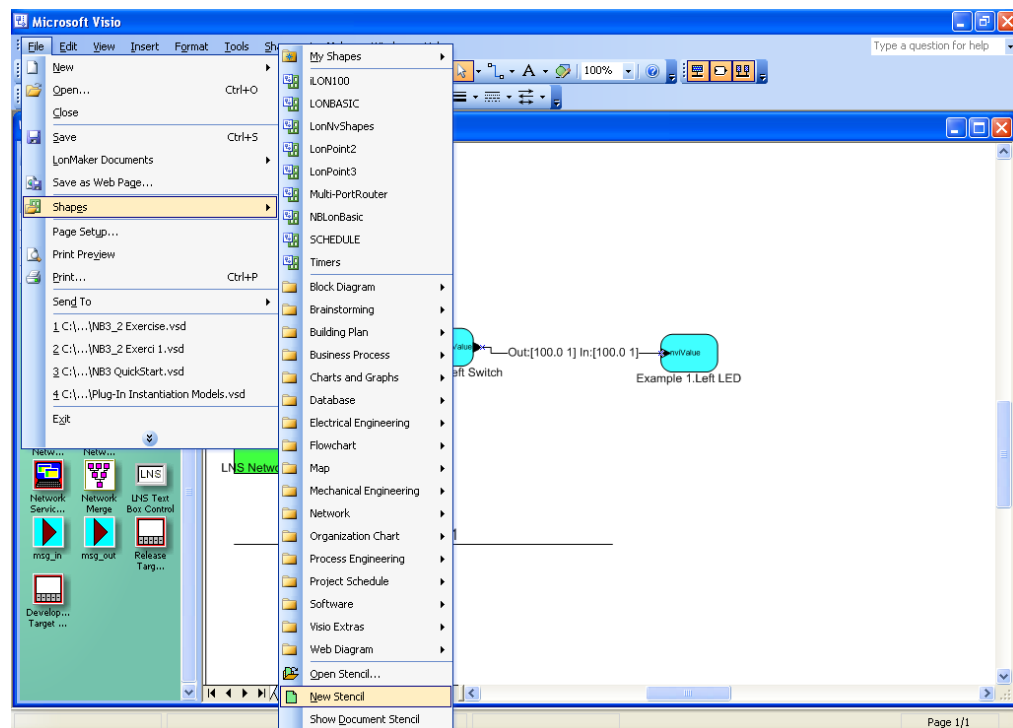 Microsoft Visio
File Edit View Insert Format Tools
Type a question for help
100%
New
Open... Ctrl+O
Close
Save Ctrl+S
LonMaker Documents
Save as Web Page...
Shapes
Page Setup...
Print Preview
Print... Ctrl+P
Send To
1 C:\...\NB3_2 Exercise.vsd
2 C:\...\NB3_2 Exerci 1.vsd
3 C:\...\NB3 QuickStart.vsd
4 C:\...\Plug-In Instantiation Models.vsd
Exit
My Shapes
iLON100
LONBASIC
LonNvShapes
LonPoint2
LonPoint3
Multi-PortRouter
NBLonBasic
SCHEDULE
Timers
Block Diagram
Brainstorming
Building Plan
Business Process
Charts and Graphs
Database
Electrical Engineering
Flowchart
Map
Mechanical Engineering
Network
Organization Chart
Process Engineering
Project Schedule
Software
Visio Extras
Web Diagram
Open Stencil...
New Stencil
Show Document Stencil
Out:[100.0 1] In:[100.0 1]
nviValue
Switch
Example 1.Left LED
Netw... Netw...
LNS
LNS
Network Servic...
Network Merge
LNS Text Box Control
msg_in
msg_out
Release Targ...
Develop... Target ...
Page 1/1